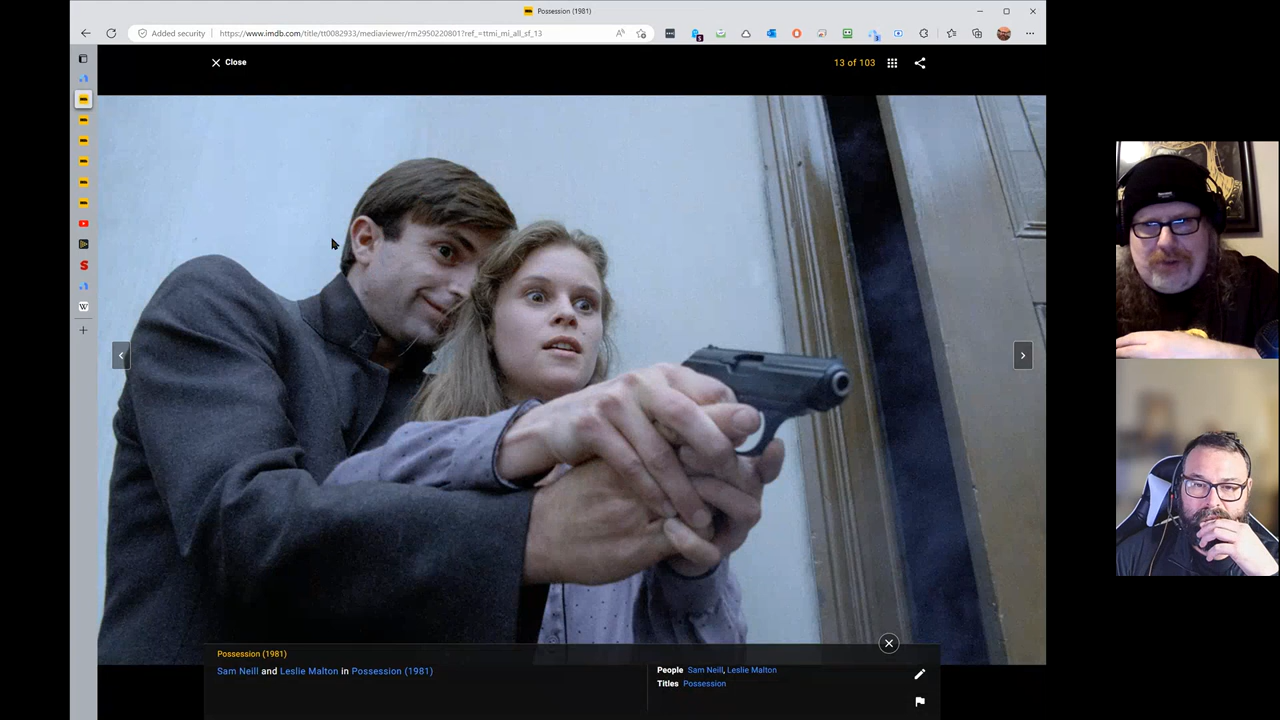 Possession (1981)
Added security
https://www.imdb.com/title/tt0082933/mediaviewer/rm2950220801?ref_=ttmi_mi_all_sf_13
Close
13 of 103
Possession (1981)
Sam Neill and Leslie Malton in Possession (1981)
People Sam Neill, Leslie Malton
Titles Possession